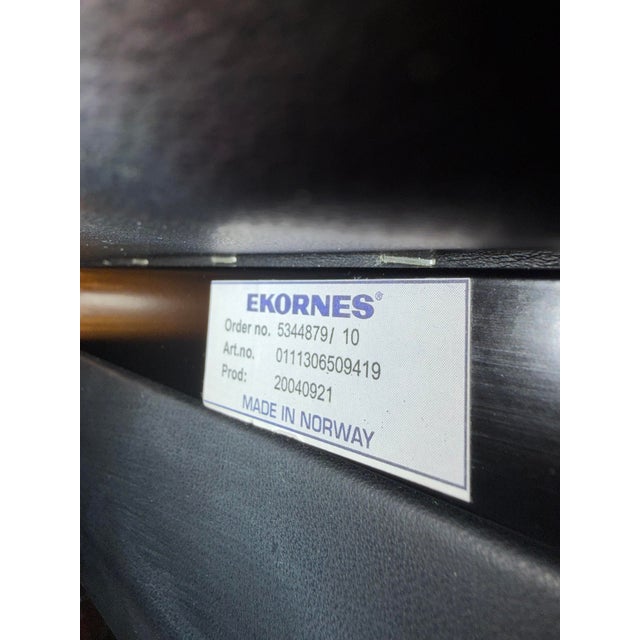 EKORNES®
Order no. 5344879/ 10
Art.no. 0111306509419
Prod: 20040921
MADE IN NORWAY